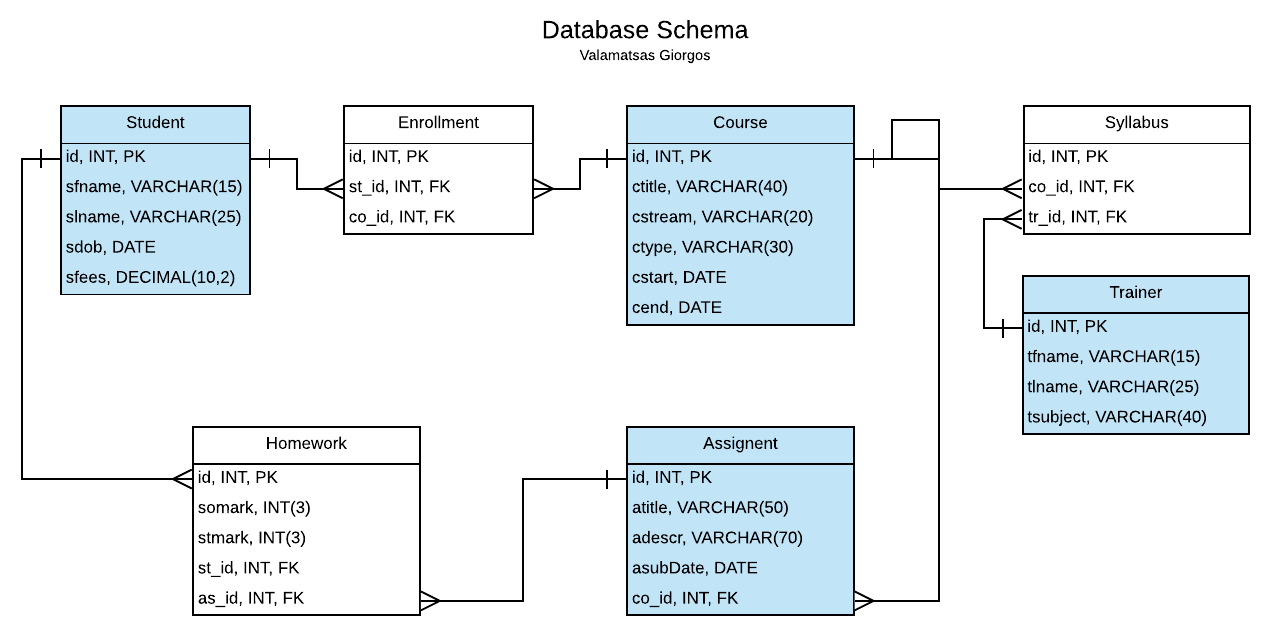 Database Schema
Valamatsas Giorgos
Student
id, INT, PK
sfname, VARCHAR(15)
slname, VARCHAR(25)
sdob, DATE
sfees, DECIMAL(10,2)
Enrollment
id, INT, PK
st_id, INT, FK
co_id, INT, FK
Course
id, INT, PK
ctitle, VARCHAR(40)
cstream, VARCHAR(20)
ctype, VARCHAR(30)
cstart, DATE
cend, DATE
Syllabus
id, INT, PK
co_id, INT, FK
tr_id, INT, FK
Trainer
id, INT, PK
tfname, VARCHAR(15)
tlname, VARCHAR(25)
tsubject, VARCHAR(40)
Homework
id, INT, PK
somark, INT(3)
stmark, INT(3)
st_id, INT, FK
as_id, INT, FK
Assignent
id, INT, PK
atitle, VARCHAR(50)
adescr, VARCHAR(70)
asubDate, DATE
co_id, INT, FK